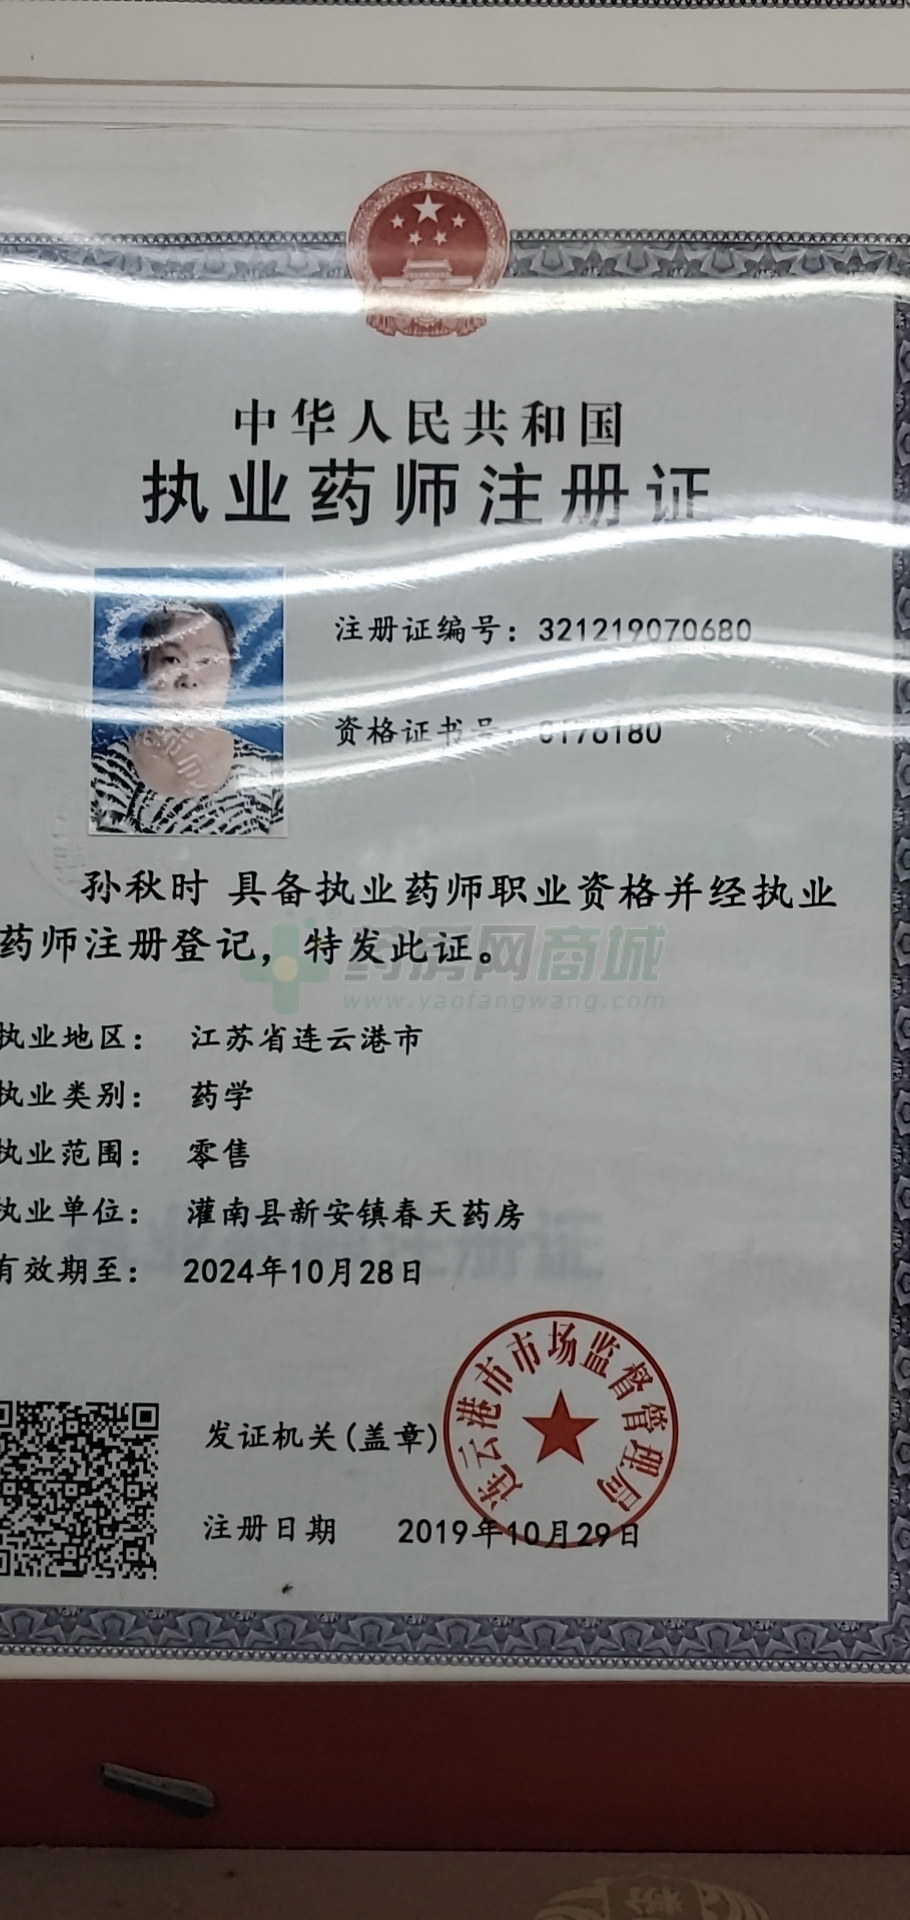 中华人民共和国
执业药师注册证
注册证编号：321219070680
资格证书号：0176180
孙秋时 具备执业药师职业资格并经执业
药师注册登记，特发此证。
药房网商城
®
www.yaofangwang.com
执业地区： 江苏省连云港市
执业类别： 药学
执业范围： 零售
执业单位： 灌南县新安镇春天药房
有效期至： 2024年10月28日
连云港市市场监督管理局
发证机关(盖章)
注册日期 2019年10月29日